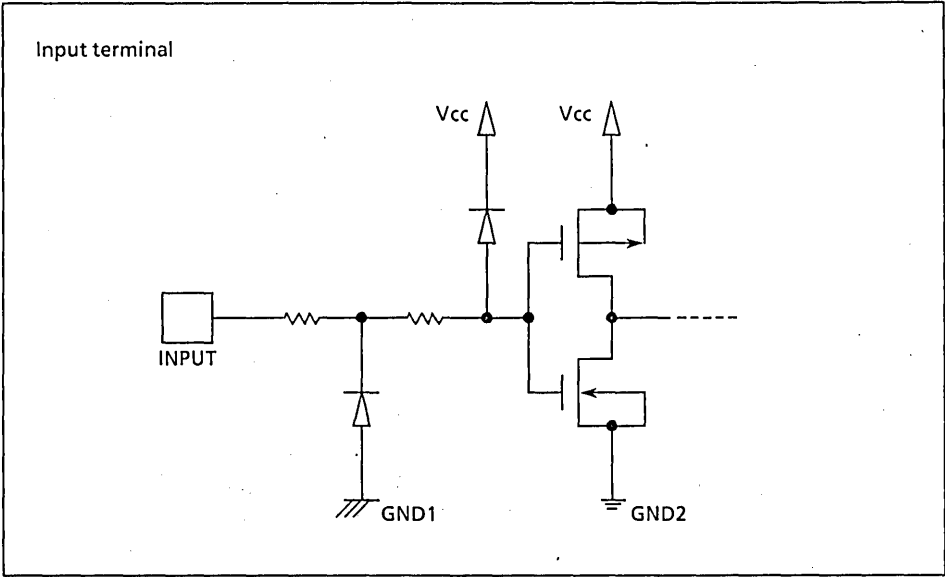 Input terminal
Vcc
Vcc
INPUT
GND1
GND2